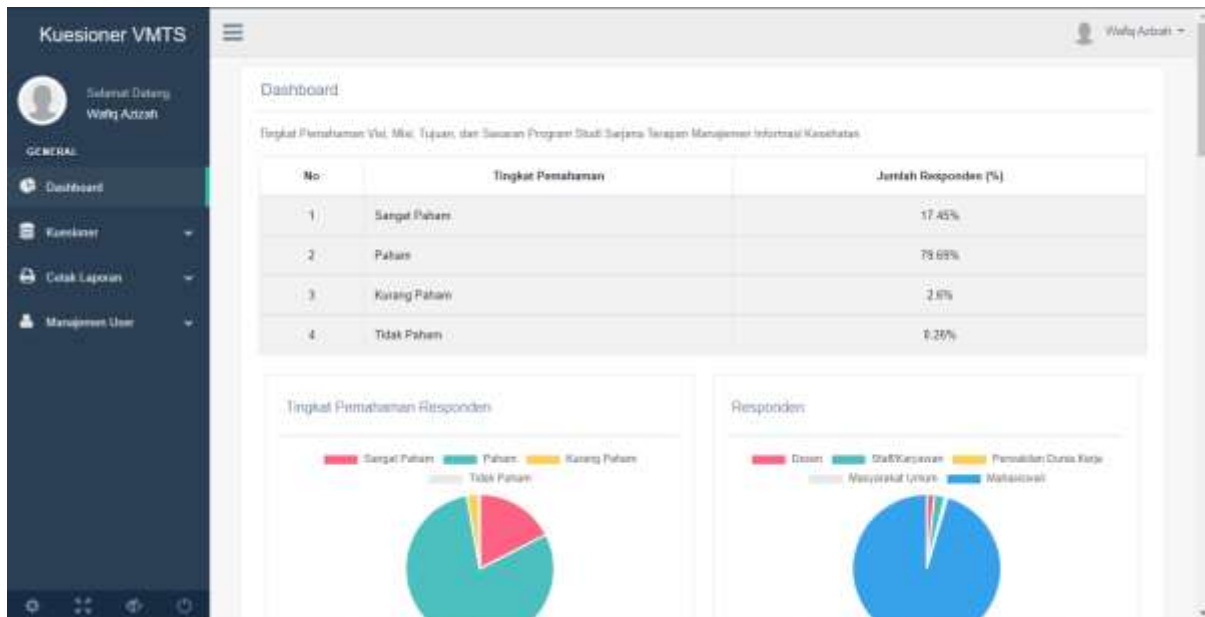 Kuesioner VMTS
Wafiq Azizah
Selamat Datang,
Wafiq Azizah
GENERAL
Dashboard
Kuesioner
Cetak Laporan
Manajemen User
Dashboard
Tingkat Pemahaman Visi, Misi, Tujuan, dan Sasaran Program Studi Sarjana Terapan Manajemen Informasi Kesehatan
No Tingkat Pemahaman Jumlah Responden (%)
1 Sangat Paham 17.45%
2 Paham 79.69%
3 Kurang Paham 2.6%
4 Tidak Paham 0.26%
Tingkat Pemahaman Responden
Sangat Paham Paham Kurang Paham
Tidak Paham
Responden
Dosen Staff/Karyawan Perwakilan Dunia Kerja
Masyarakat Umum Mahasiswa/i